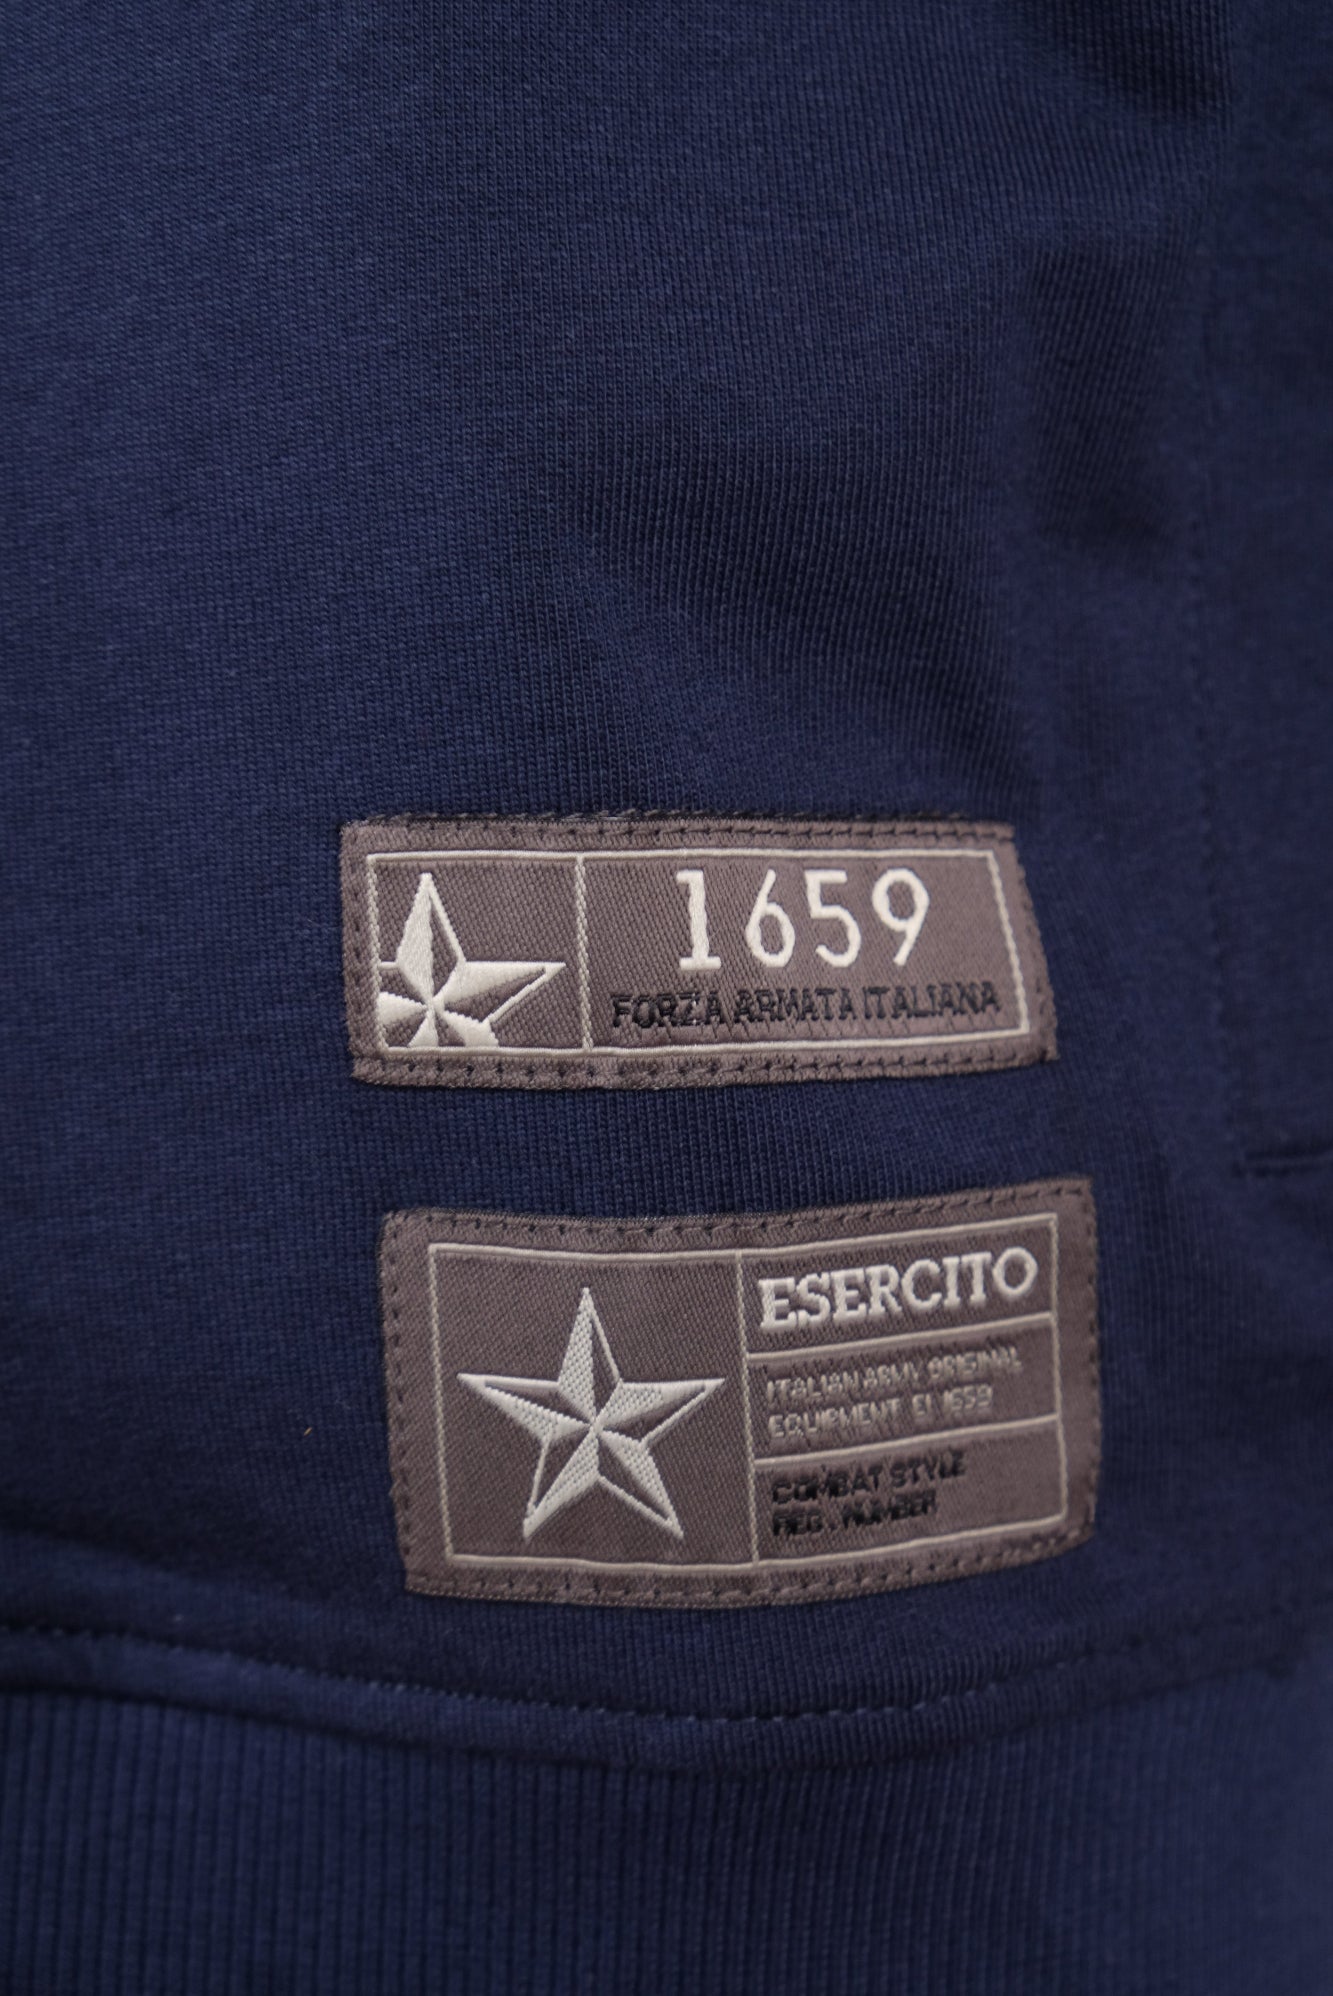 1659
FORZA ARMATA ITALIANA
ESERCITO
ITALIAN ARMY ORIGINAL
EQUIPMENT EI 1659
COMBAT STYLE
REG. NUMBER